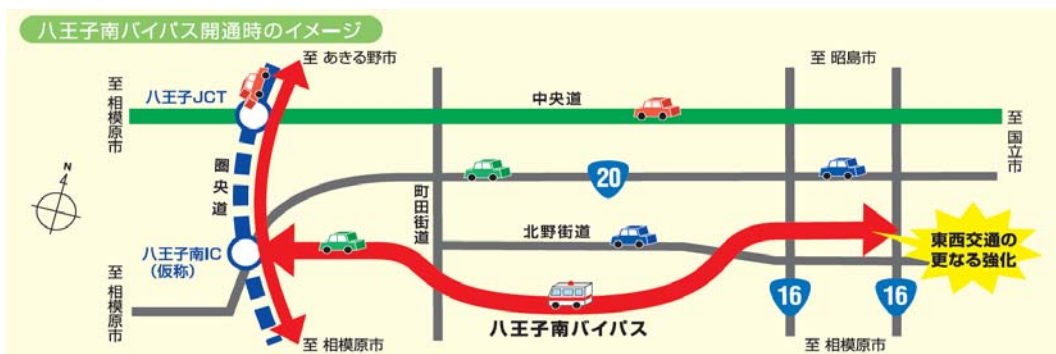 八王子南バイパス開通時のイメージ
至 あきる野市
至 昭島市
至 相模原市
八王子JCT
中央道
至 国立市
圏央道
町田街道
20
N
4
北野街道
八王子南IC
(仮称)
東西交通の
更なる強化
至 相模原市
16
16
八王子南バイパス
至 相模原市
至 相模原市